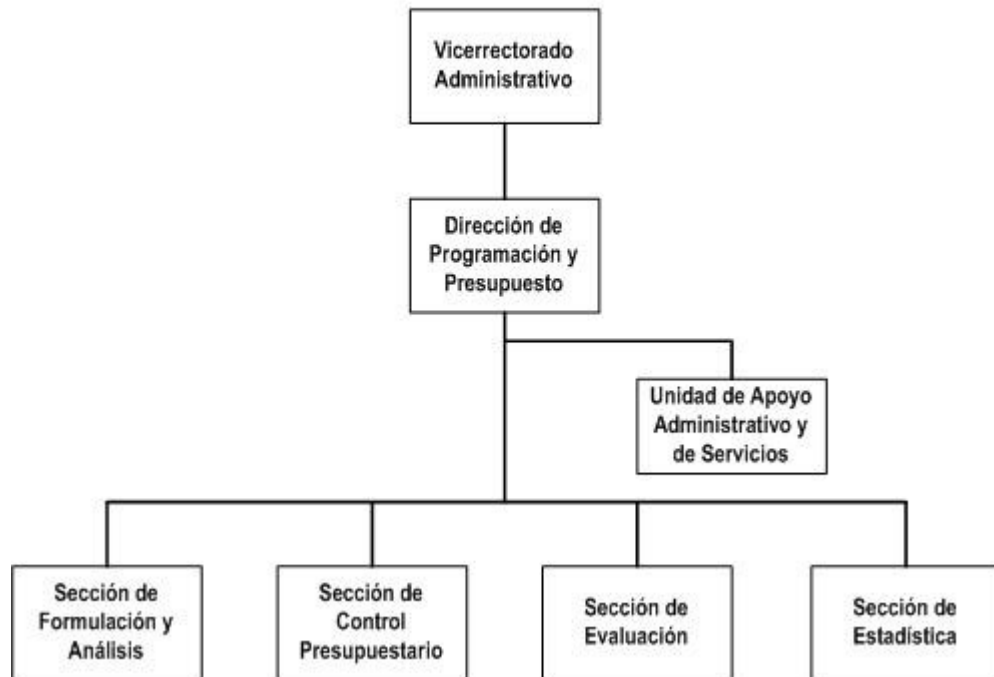 Vicerrectorado
Administrativo
Dirección de
Programación y
Presupuesto
Unidad de Apoyo
Administrativo y
de Servicios
Sección de
Formulación y
Análisis
Sección de
Control
Presupuestario
Sección de
Evaluación
Sección de
Estadística